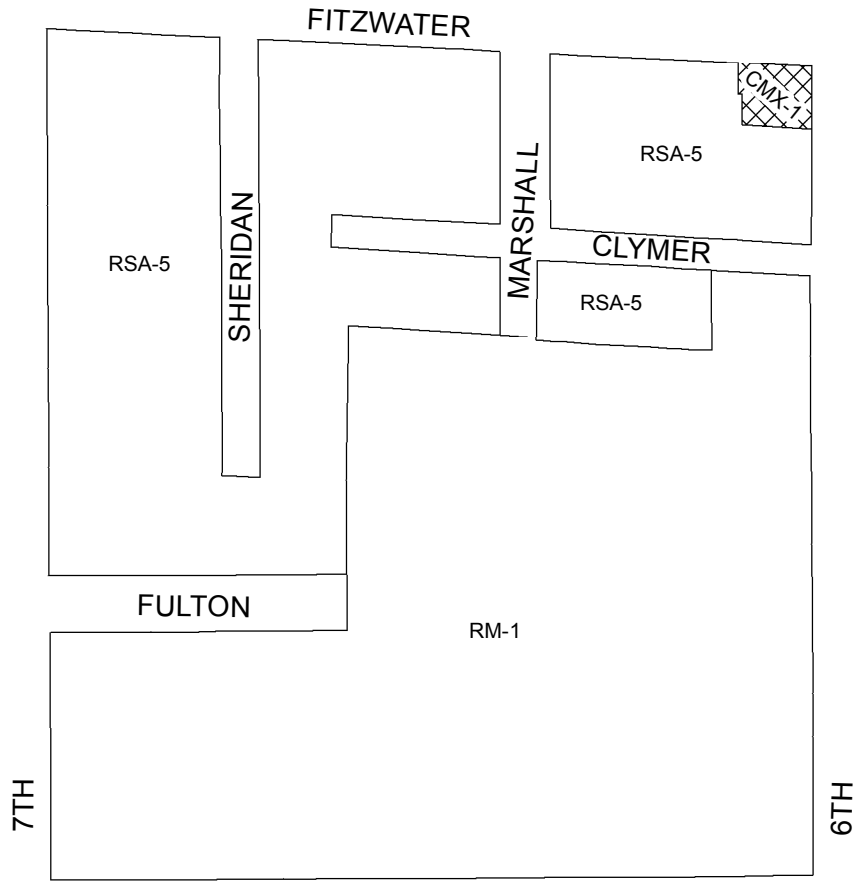 FITZWATER
CMX-1
RSA-5
MARSHALL
CLYMER
SHERIDAN
RSA-5
RSA-5
FULTON
RM-1
7TH
6TH